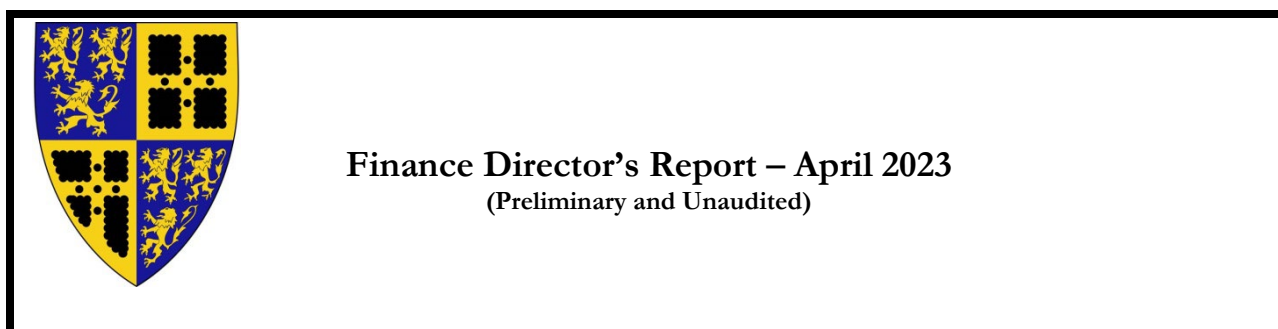 Finance Director’s Report – April 2023
(Preliminary and Unaudited)